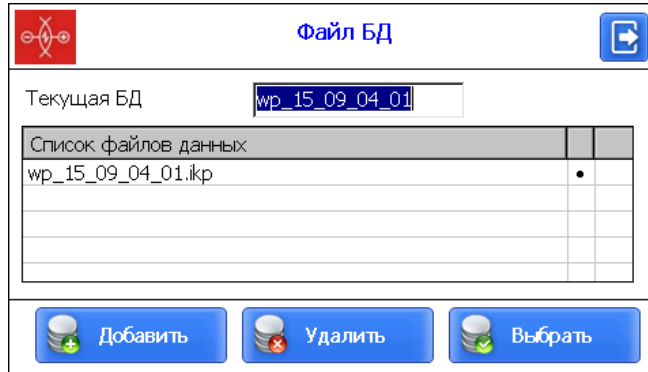 Файл БД
Текущая БД wp_15_09_04_01
Список файлов данных
wp_15_09_04_01.ikp •
Добавить Удалить Выбрать